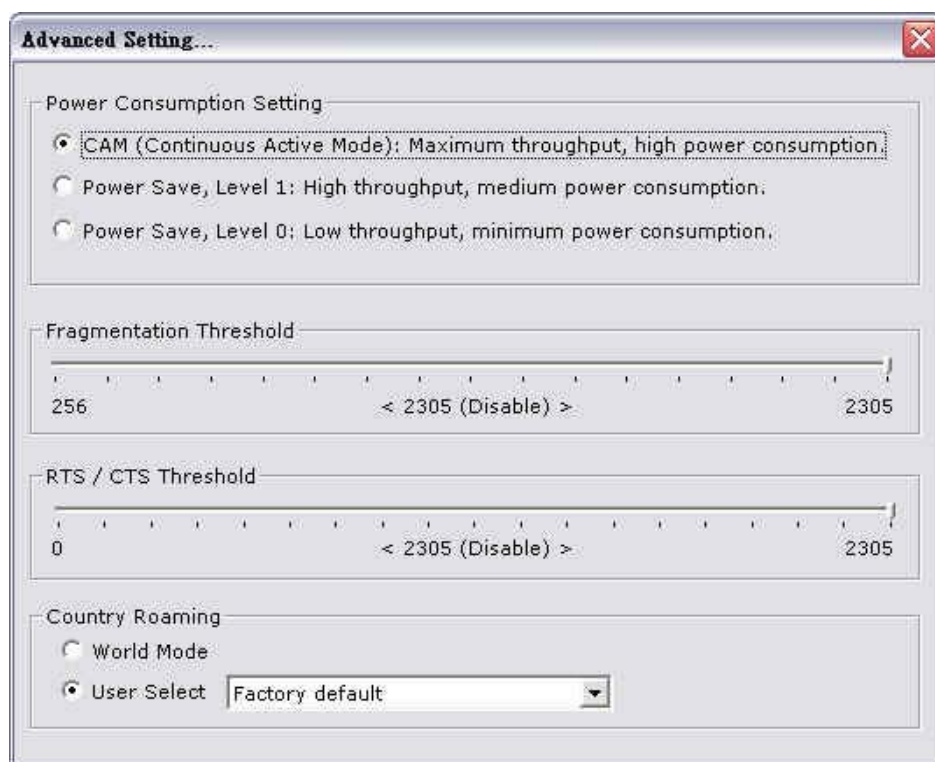 Advanced Setting...
Power Consumption Setting
CAM (Continuous Active Mode): Maximum throughput, high power consumption.
Power Save, Level 1: High throughput, medium power consumption.
Power Save, Level 0: Low throughput, minimum power consumption.
Fragmentation Threshold
256 < 2305 (Disable) > 2305
RTS / CTS Threshold
0 < 2305 (Disable) > 2305
Country Roaming
World Mode
User Select Factory default